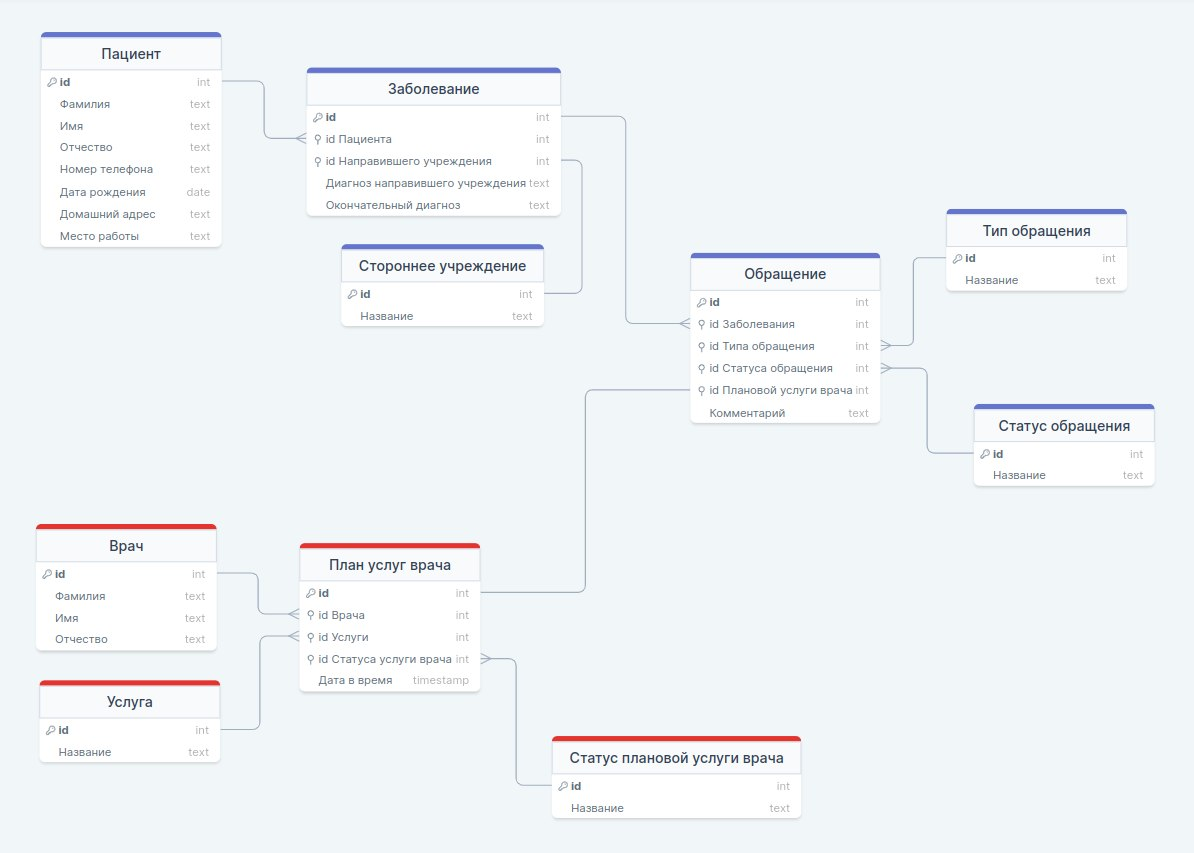 Пациент
id int
Фамилия text
Имя text
Отчество text
Номер телефона text
Дата рождения date
Домашний адрес text
Место работы text
Заболевание
id int
id Пациента int
id Направившего учреждения int
Диагноз направившего учреждения text
Окончательный диагноз text
Стороннее учреждение
id int
Название text
Обращение
id int
id Заболевания int
id Типа обращения int
id Статуса обращения int
id Плановой услуги врача int
Комментарий text
Тип обращения
id int
Название text
Статус обращения
id int
Название text
Врач
id int
Фамилия text
Имя text
Отчество text
Услуга
id int
Название text
План услуг врача
id int
id Врача int
id Услуги int
id Статуса услуги врача int
Дата в время timestamp
Статус плановой услуги врача
id int
Название text